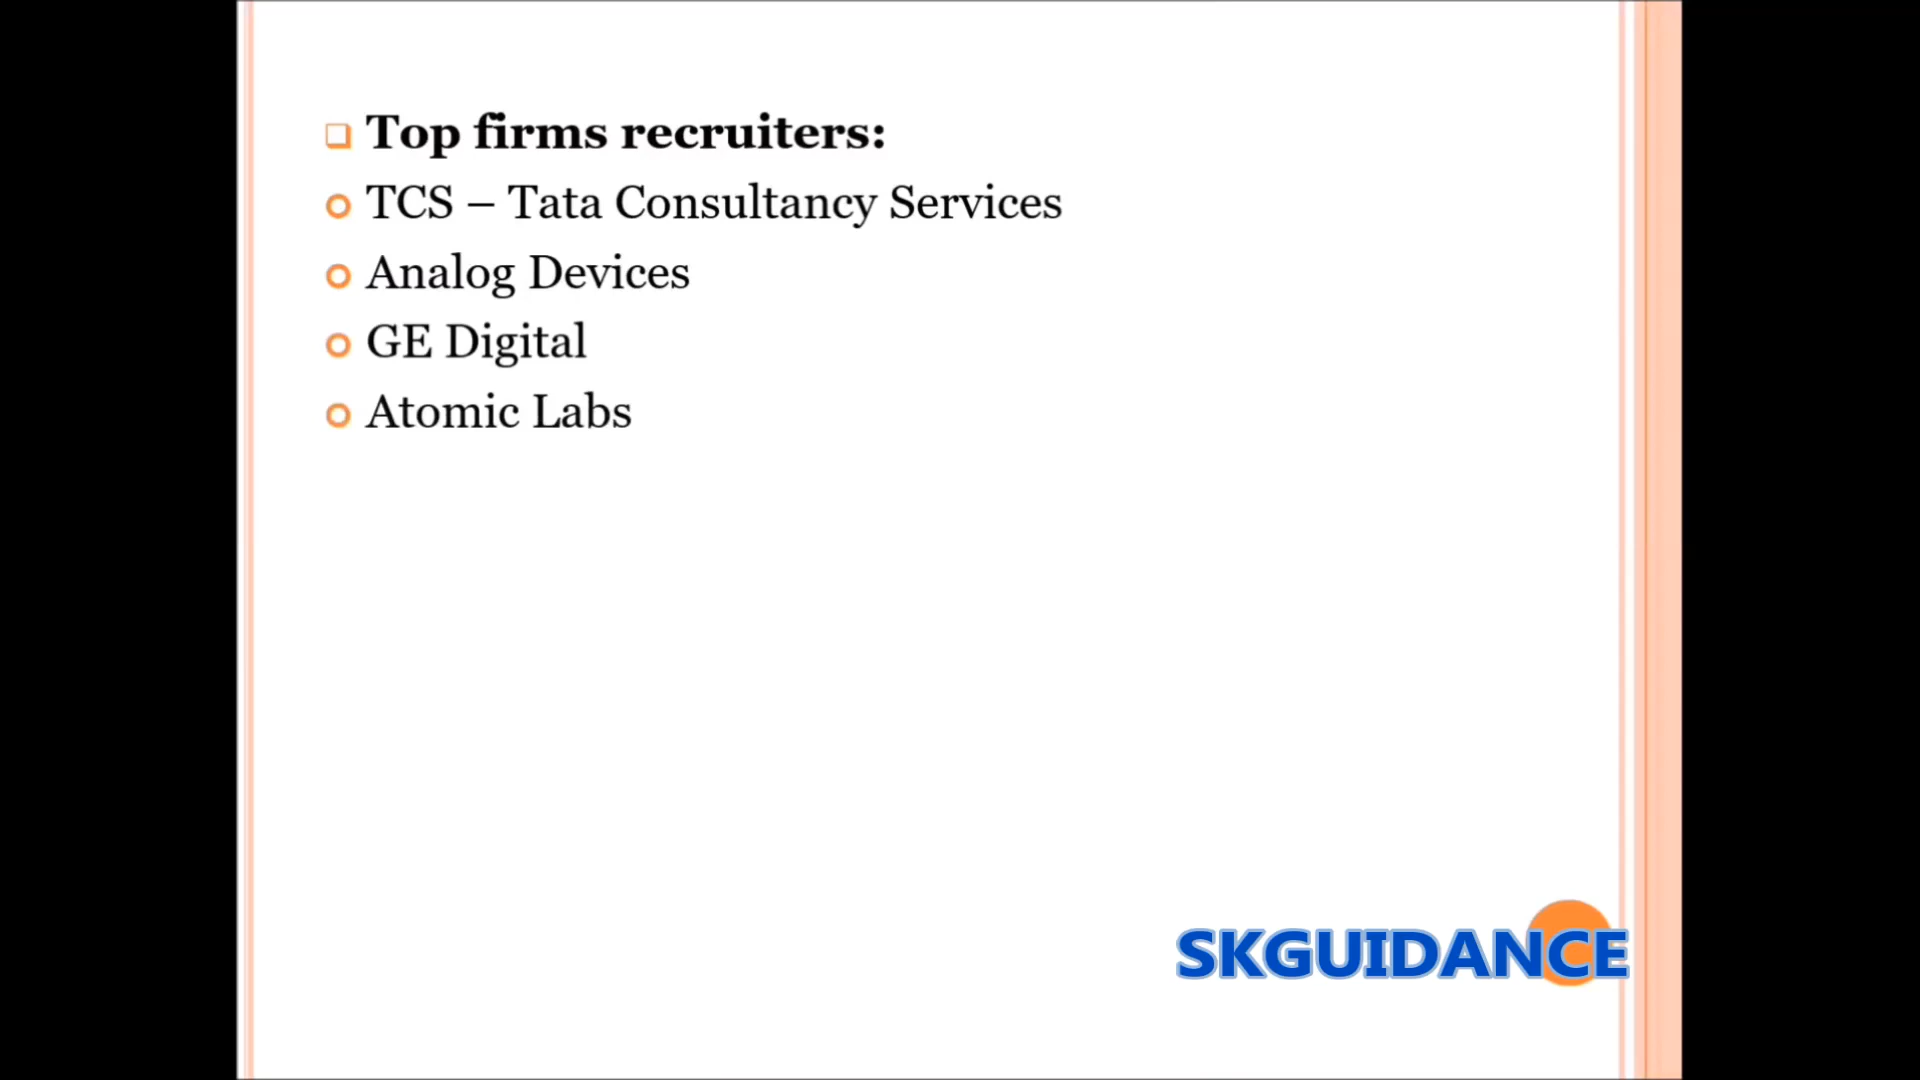 Top firms recruiters:
TCS – Tata Consultancy Services
Analog Devices
GE Digital
Atomic Labs
SKGUIDANCE